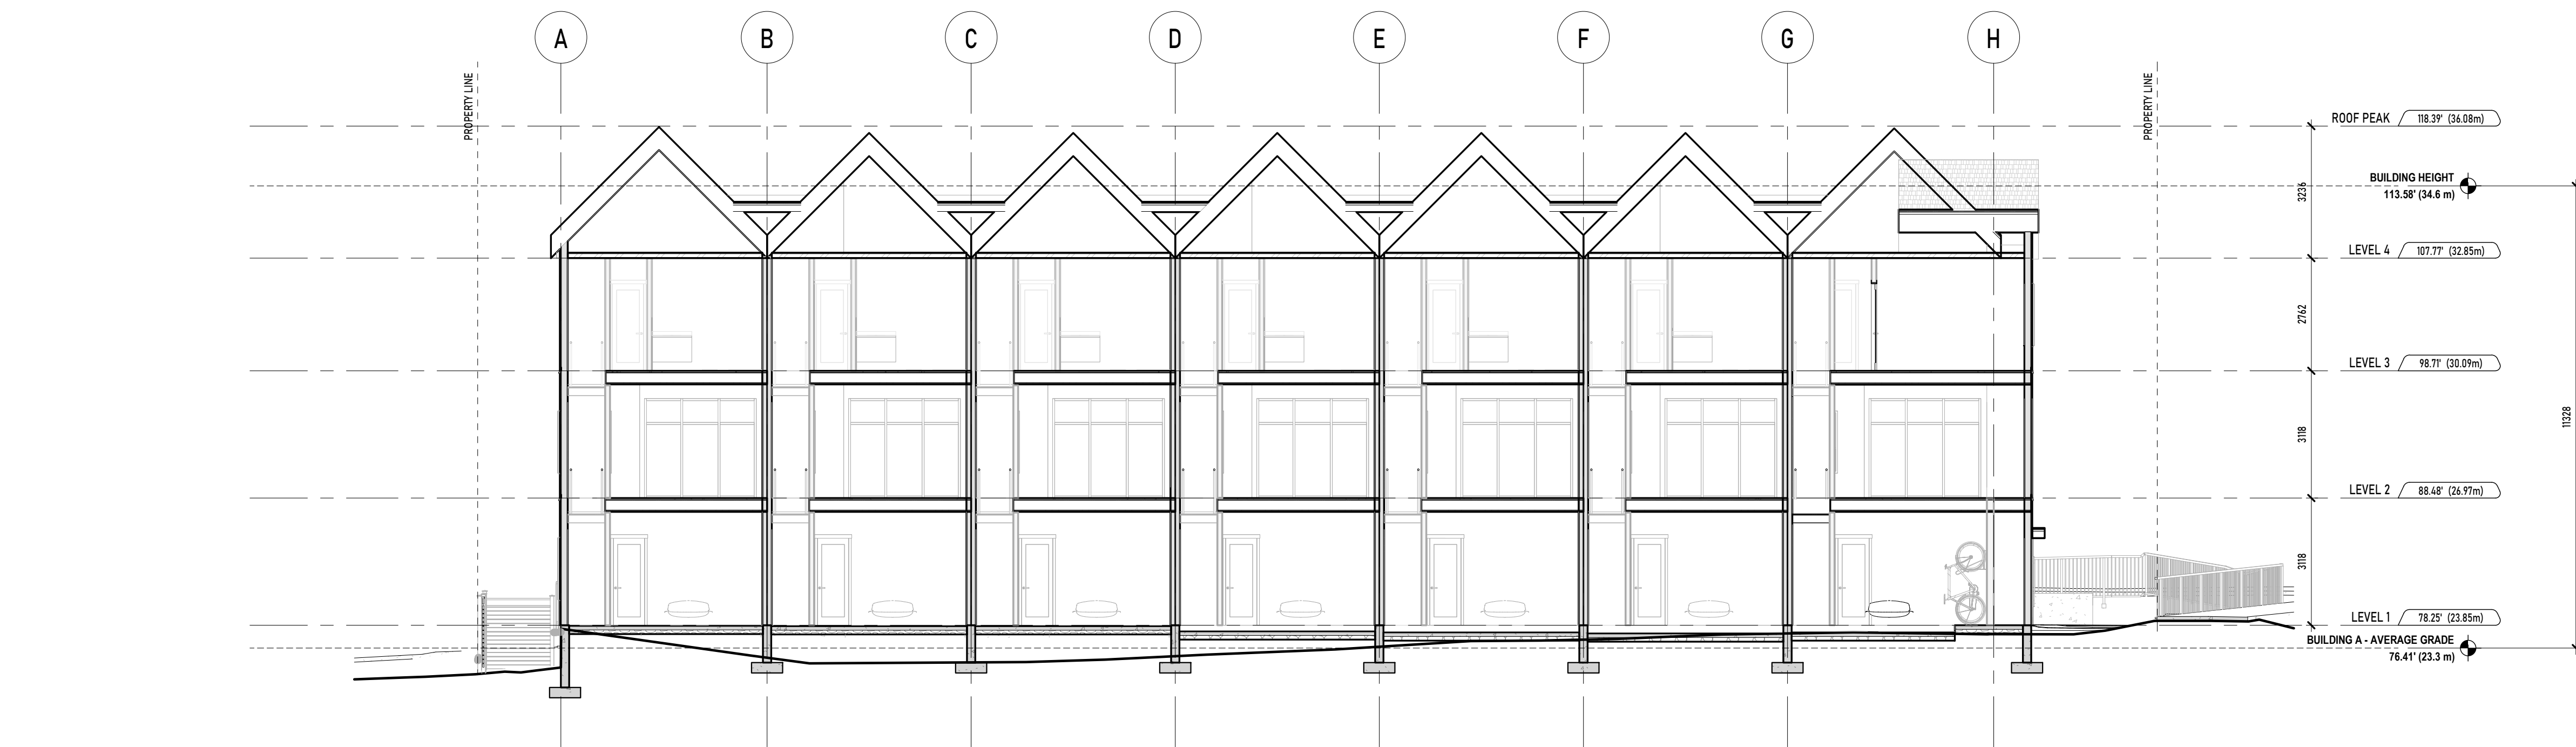 A
B
C
D
E
F
G
H
PROPERTY LINE
PROPERTY LINE
ROOF PEAK 118.39' (36.08m)
BUILDING HEIGHT
113.58' (34.6 m)
3236
LEVEL 4 107.77' (32.85m)
2762
LEVEL 3 98.71' (30.09m)
11328
3118
LEVEL 2 88.48' (26.97m)
3118
LEVEL 1 78.25' (23.85m)
BUILDING A - AVERAGE GRADE
76.41' (23.3 m)